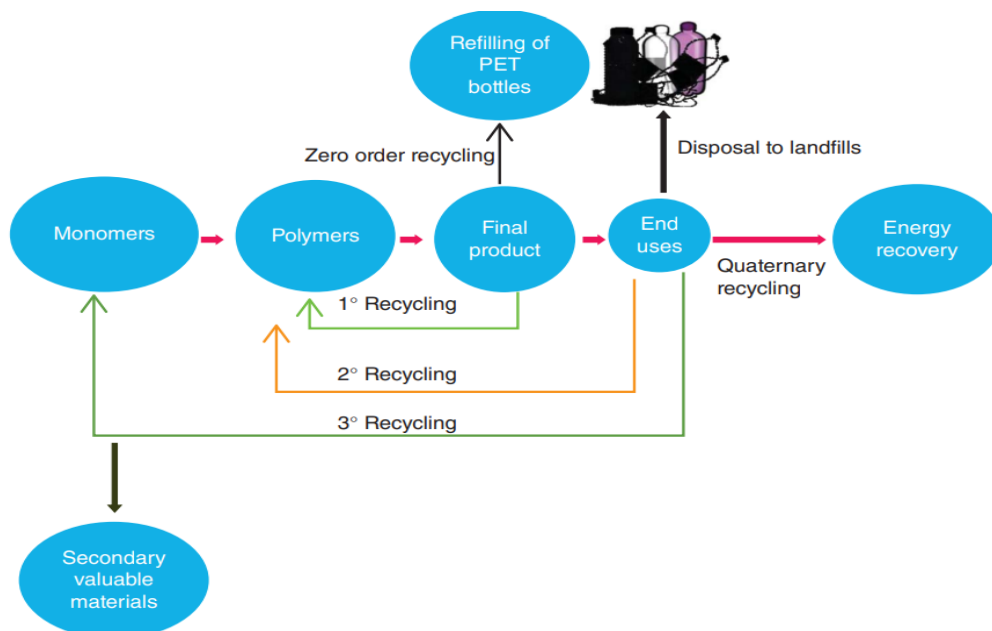 Refilling of
PET
bottles
Zero order recycling
Disposal to landfills
Monomers
Polymers
Final
product
End
uses
Energy
recovery
Quaternary
recycling
1° Recycling
2° Recycling
3° Recycling
Secondary
valuable
materials